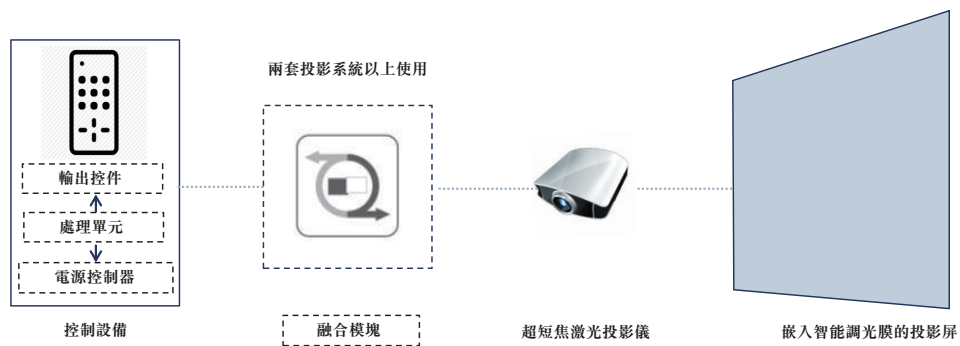 兩套投影系統以上使用
輸出控件
處理單元
電源控制器
控制設備
融合模塊
超短焦激光投影儀
嵌入智能調光膜的投影屏